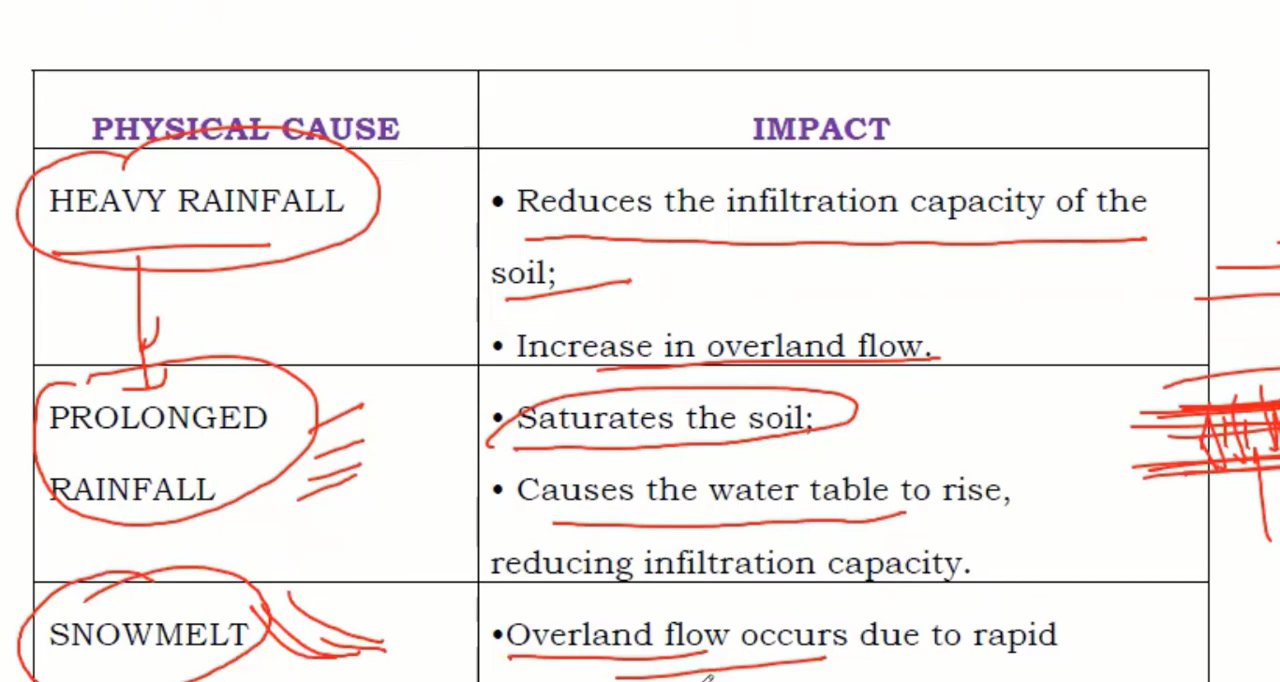 PHYSICAL CAUSE IMPACT
HEAVY RAINFALL • Reduces the infiltration capacity of the
soil;
• Increase in overland flow.
PROLONGED • Saturates the soil;
RAINFALL • Causes the water table to rise,
reducing infiltration capacity.
SNOWMELT •Overland flow occurs due to rapid